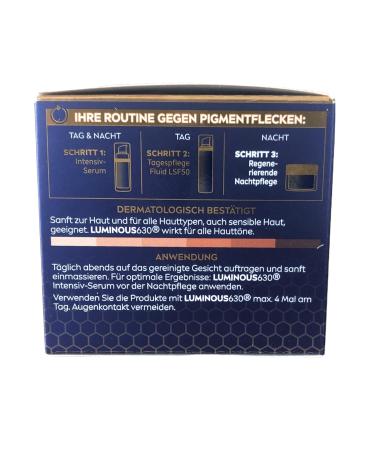 IHRE ROUTINE GEGEN PIGMENTFLECKEN:
TAG & NACHT
SCHRITT 1:
Intensiv-
Serum
TAG
SCHRITT 2:
Tagespflege
Fluid LSF50
NACHT
SCHRITT 3:
Regene-
rierende
Nachtpflege
DERMATOLOGISCH BESTÄTIGT
Sanft zur Haut und für alle Hauttypen, auch sensible Haut,
geeignet. LUMINOUS630® wirkt für alle Hauttöne.
ANWENDUNG
Täglich abends auf das gereinigte Gesicht auftragen und sanft
einmassieren. Für optimale Ergebnisse: LUMINOUS630®
Intensiv-Serum vor der Nachtpflege anwenden.
Verwenden Sie die Produkte mit LUMINOUS630® max. 4 Mal am
Tag, Augenkontakt vermeiden.